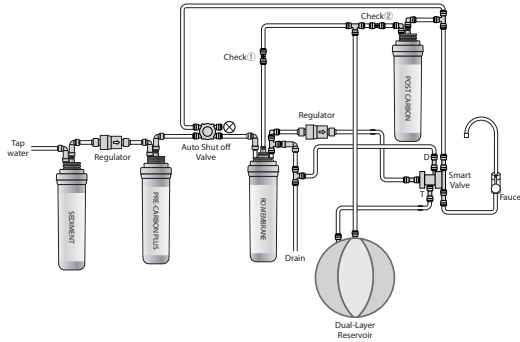 Check②
Check①
POST CARBON
Regulator
Tap
water
Regulator
Auto Shut off
Valve
D
Smart
Valve
T
Fauce
SEDIMENT
PRE-CARBON PLUS
RO MEMBRANE
Drain
Dual-Layer
Reservoir